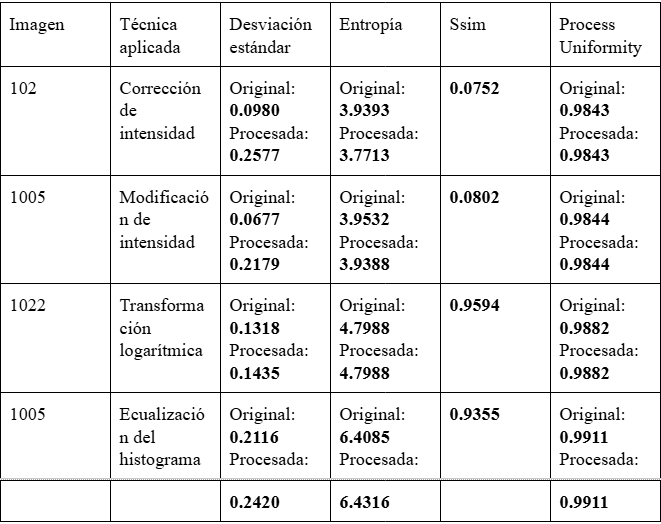 Imagen
Técnica
aplicada
Desviación
estándar
Entropía
Ssim
Process
Uniformity
102
Corrección
de
intensidad
Original:
0.0980
Procesada:
0.2577
Original:
3.9393
Procesada:
3.7713
0.0752
Original:
0.9843
Procesada:
0.9843
1005
Modificació
n de
intensidad
Original:
0.0677
Procesada:
0.2179
Original:
3.9532
Procesada:
3.9388
0.0802
Original:
0.9844
Procesada:
0.9844
1022
Transforma
ción
logarítmica
Original:
0.1318
Procesada:
0.1435
Original:
4.7988
Procesada:
4.7988
0.9594
Original:
0.9882
Procesada:
0.9882
1005
Ecualizació
n del
histograma
Original:
0.2116
Procesada:
Original:
6.4085
Procesada:
0.9355
Original:
0.9911
Procesada:
0.2420
6.4316
0.9911